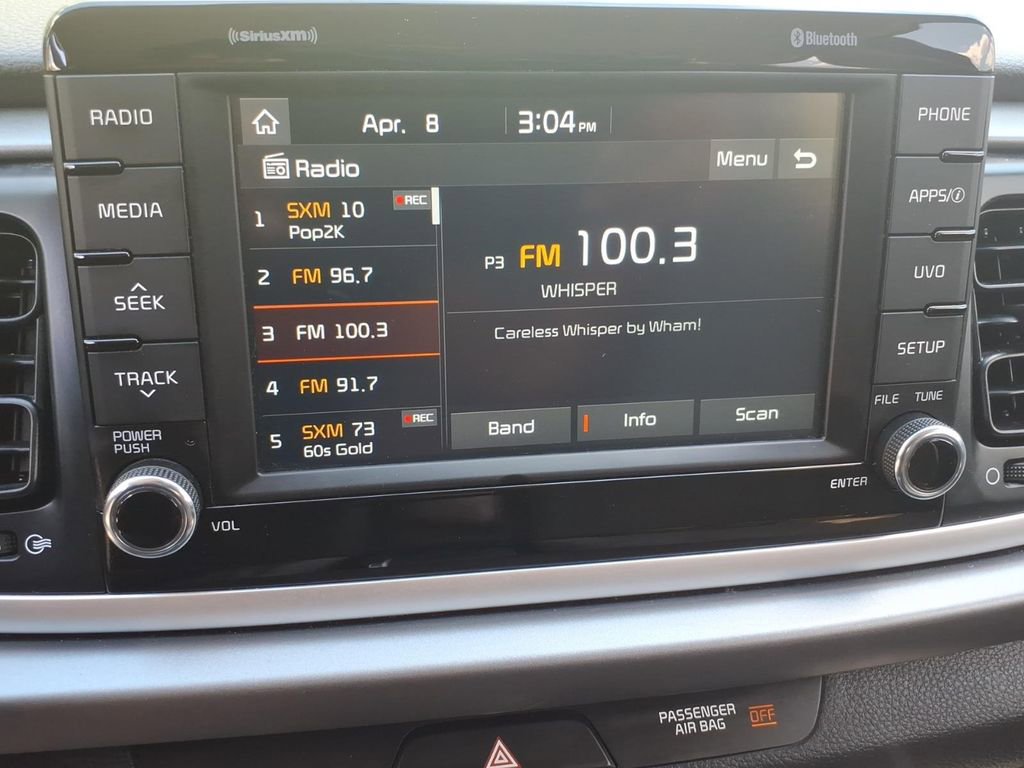 SiriusXM
Bluetooth
RADIO
MEDIA
SEEK
TRACK
POWER
PUSH
VOL
Apr. 8
3:04 PM
Radio
Menu
1 SXM 10 REC
Pop2K
2 FM 96.7
3 FM 100.3
4 FM 91.7
5 SXM 73 REC
60s Gold
P3 FM 100.3
WHISPER
Careless Whisper by Wham!
Band
Info
Scan
PHONE
APPS/i
UVO
SETUP
FILE TUNE
ENTER
PASSENGER
AIR BAG OFF